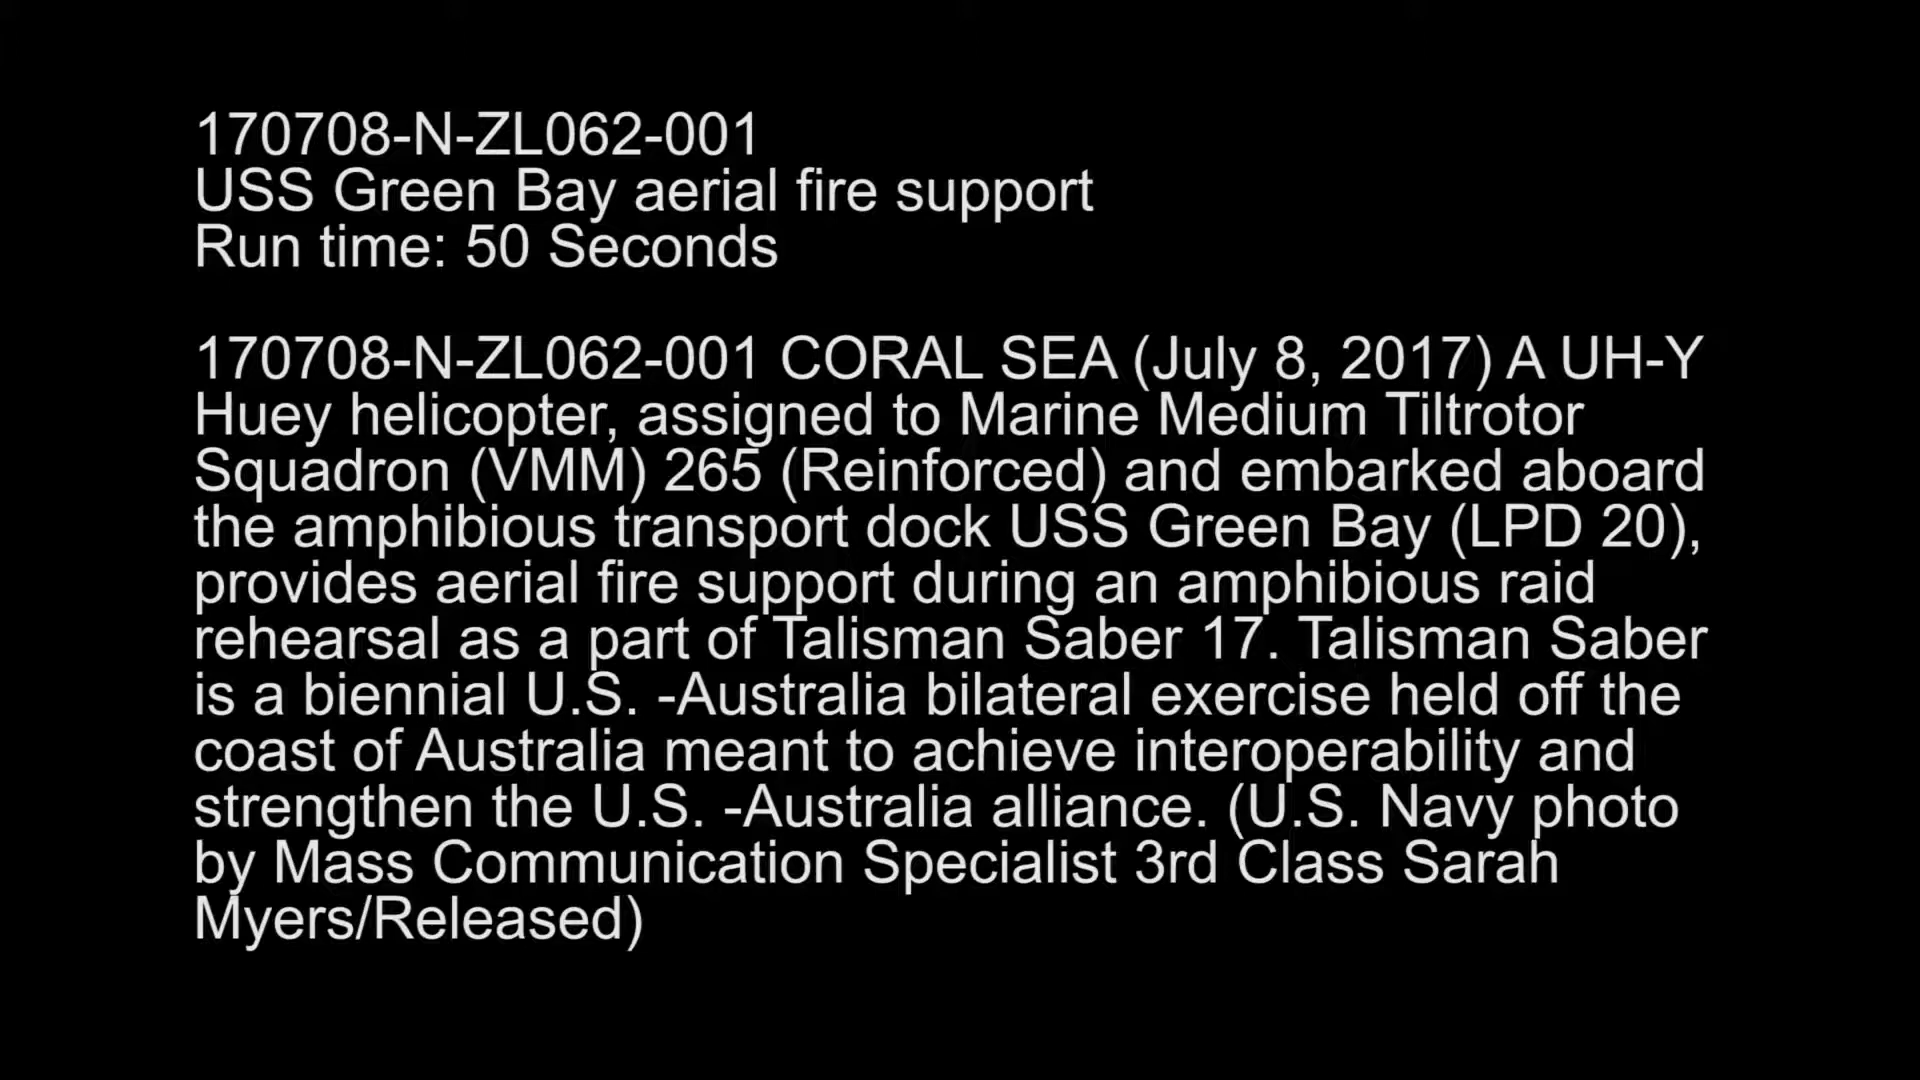 170708-N-ZL062-001
USS Green Bay aerial fire support
Run time: 50 Seconds
170708-N-ZL062-001 CORAL SEA (July 8, 2017) A UH-Y
Huey helicopter, assigned to Marine Medium Tiltrotor
Squadron (VMM) 265 (Reinforced) and embarked aboard
the amphibious transport dock USS Green Bay (LPD 20),
provides aerial fire support during an amphibious raid
rehearsal as a part of Talisman Saber 17. Talisman Saber
is a biennial U.S. -Australia bilateral exercise held off the
coast of Australia meant to achieve interoperability and
strengthen the U.S. -Australia alliance. (U.S. Navy photo
by Mass Communication Specialist 3rd Class Sarah
Myers/Released)